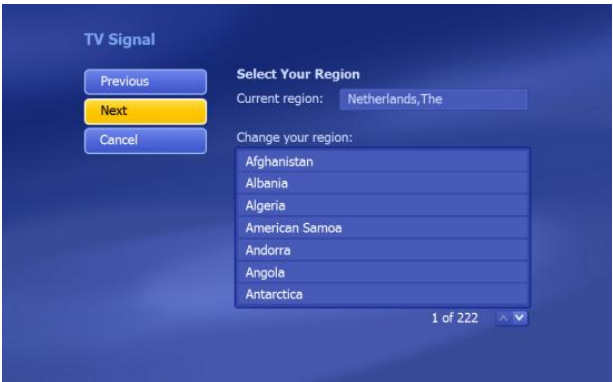 TV Signal
Previous
Next
Cancel
Select Your Region
Current region: Netherlands,The
Change your region:
Afghanistan
Albania
Algeria
American Samoa
Andorra
Angola
Antarctica
1 of 222